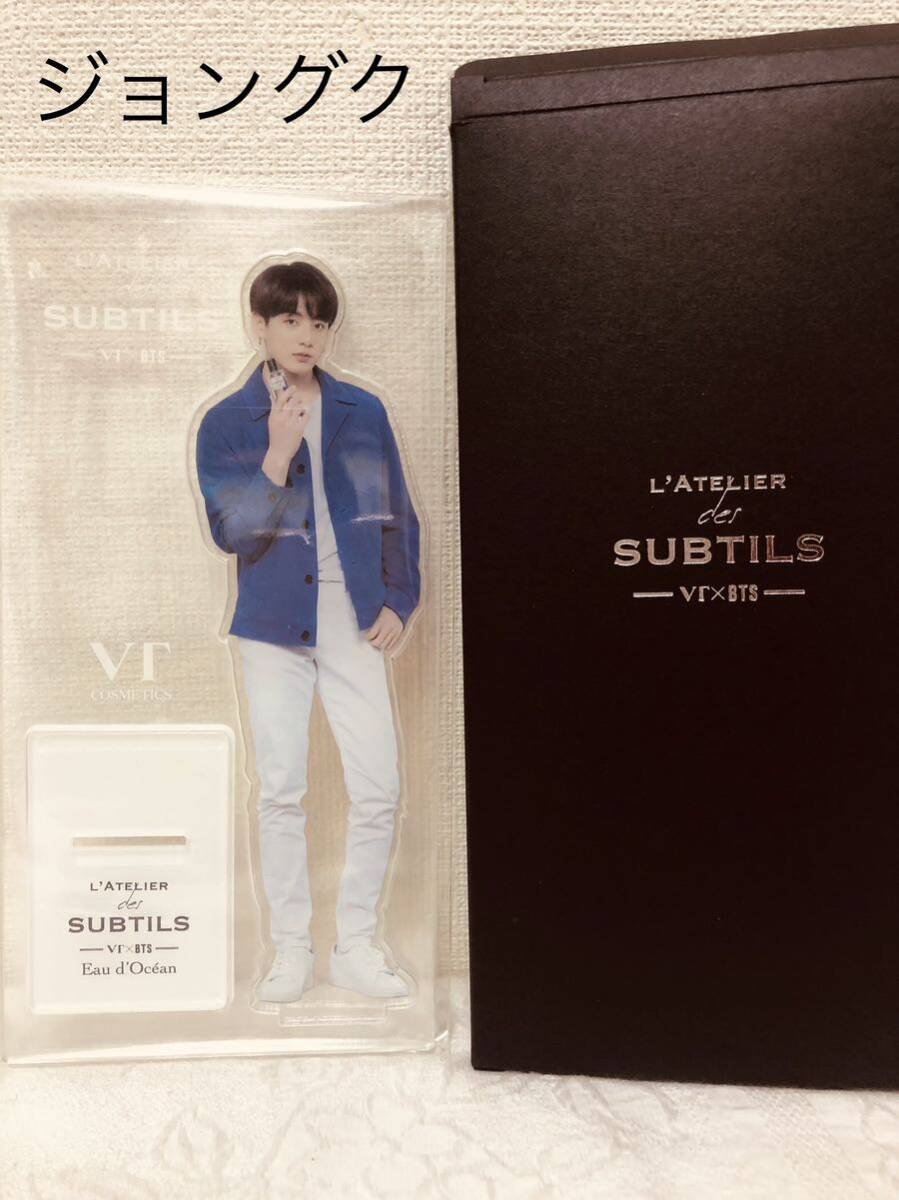 ジョングク
L'ATELIER
des
SUBTILS
VT×BTS
VT
COSMETICS
L'ATELIER
des
SUBTILS
VT×BTS
Eau d'Océan
L'ATELIER
des
SUBTILS
VT×BTS